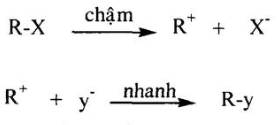 R-X chậm R⁺ + X⁻
R⁺ + y⁻ nhanh R-y